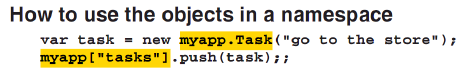 How to use the objects in a namespace
var task = new myapp.Task("go to the store");
myapp["tasks"].push(task);;